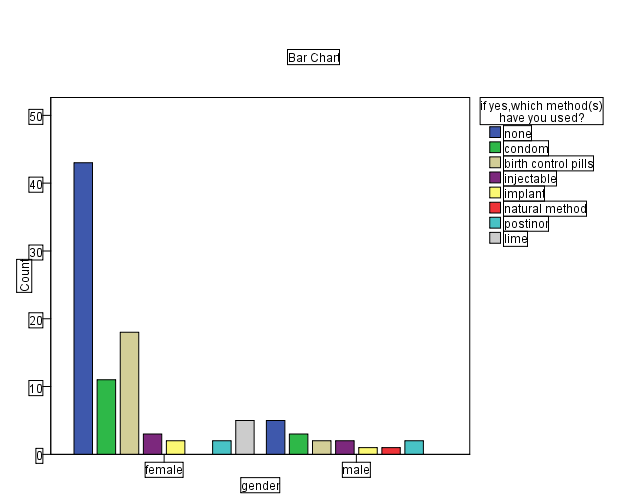 Bar Chart
if yes,which method(s)
have you used?
none
condom
birth control pills
injectable
implant
natural method
postinor
lime
50
40
30
20
10
0
Count
female
male
gender